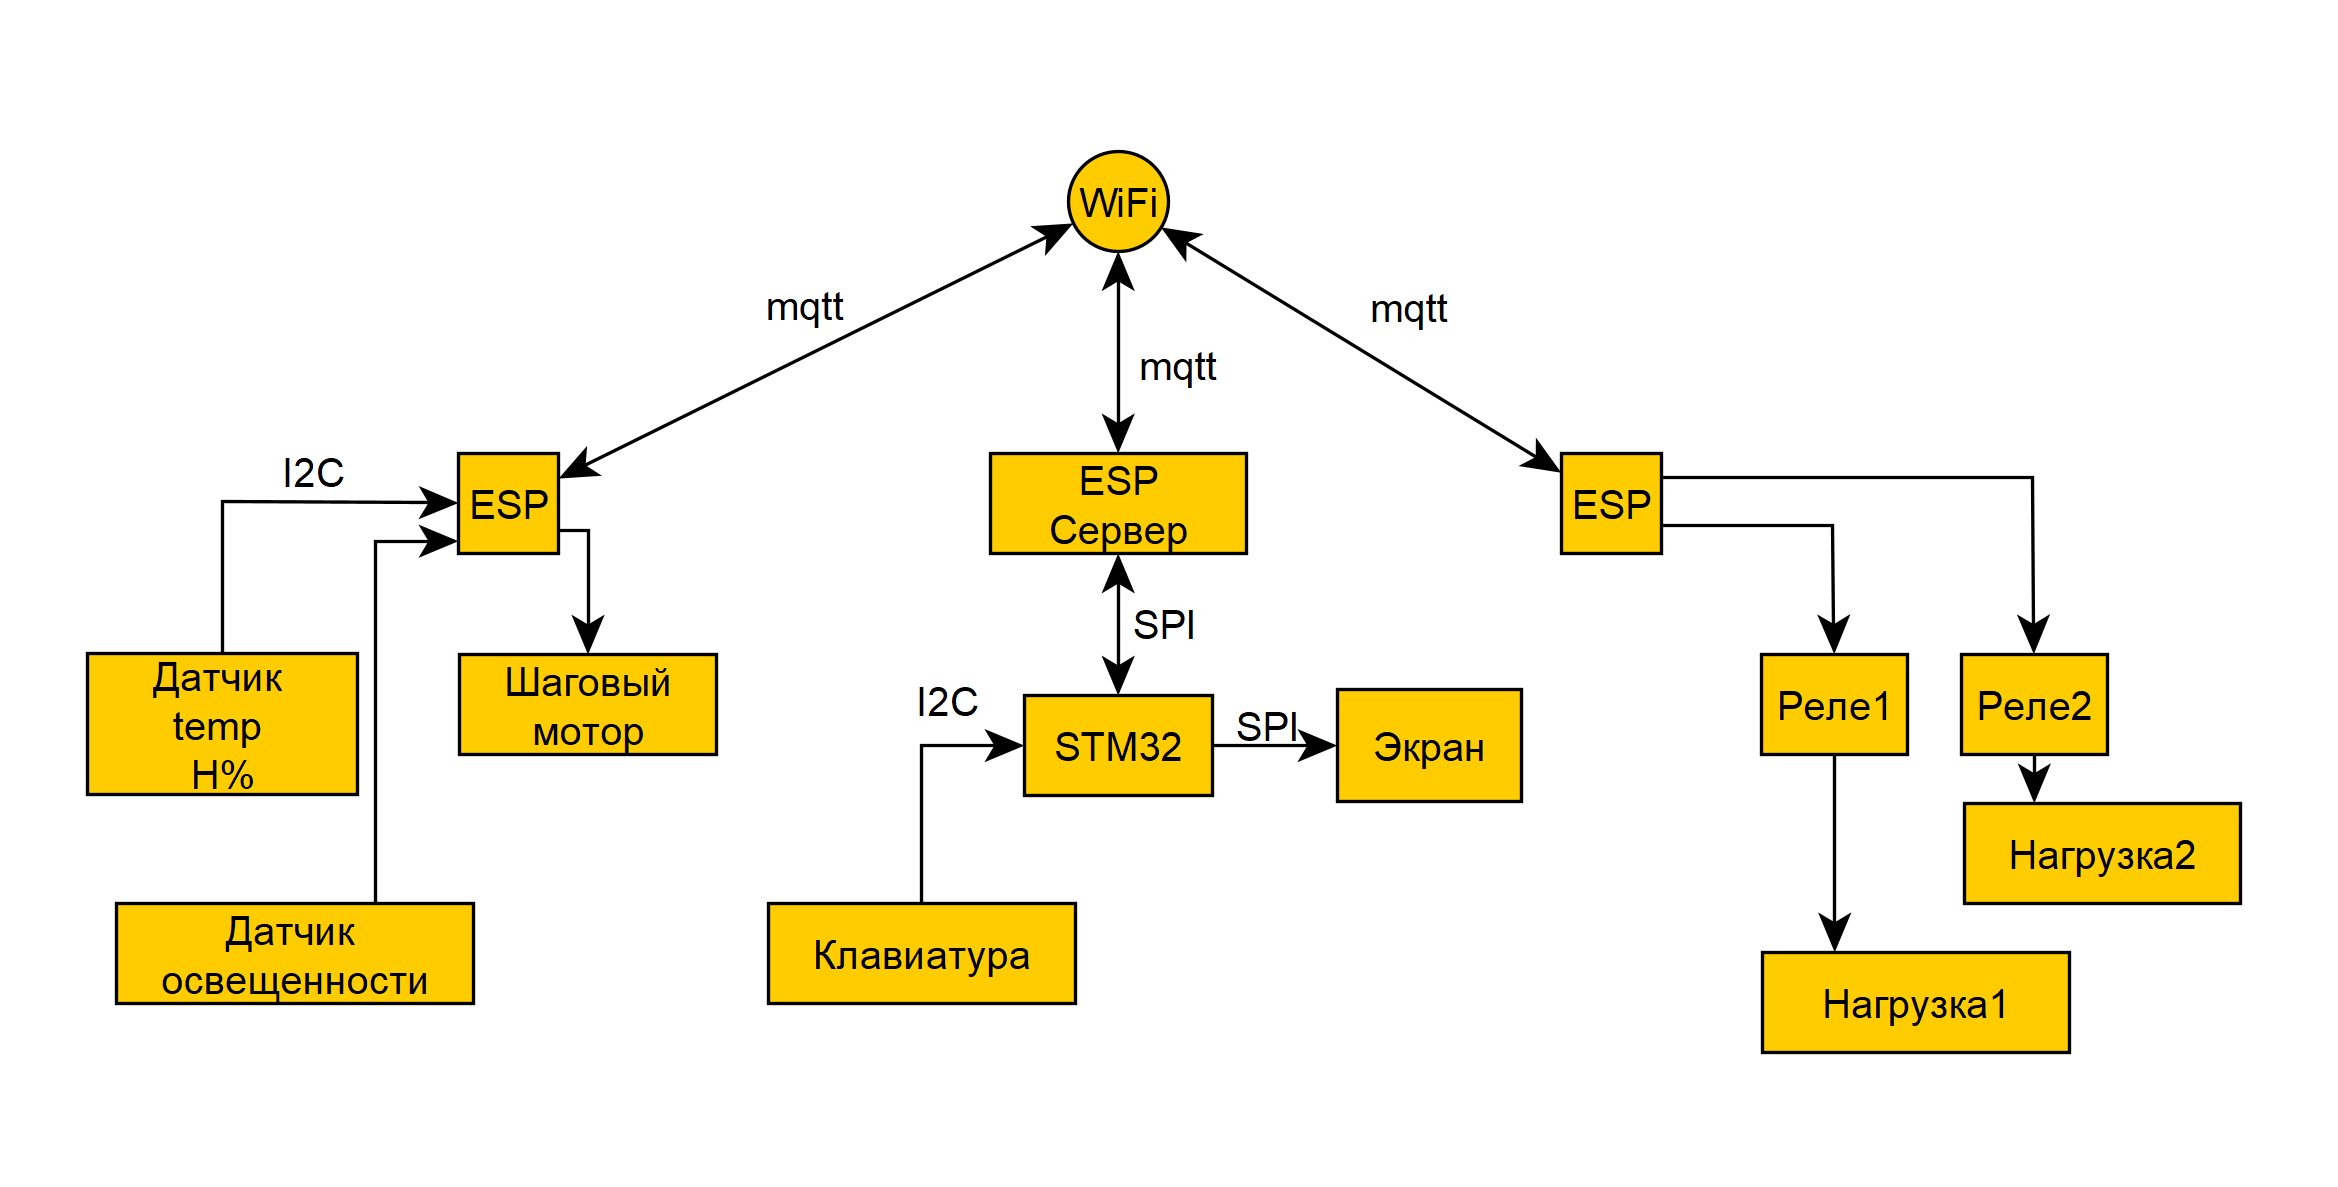 WiFi
mqtt
mqtt
mqtt
I2C
ESP
ESP
Сервер
ESP
SPI
Датчик
temp
H%
Шаговый
мотор
I2C
STM32
SPI
Экран
Реле1
Реле2
Нагрузка2
Датчик
освещенности
Клавиатура
Нагрузка1